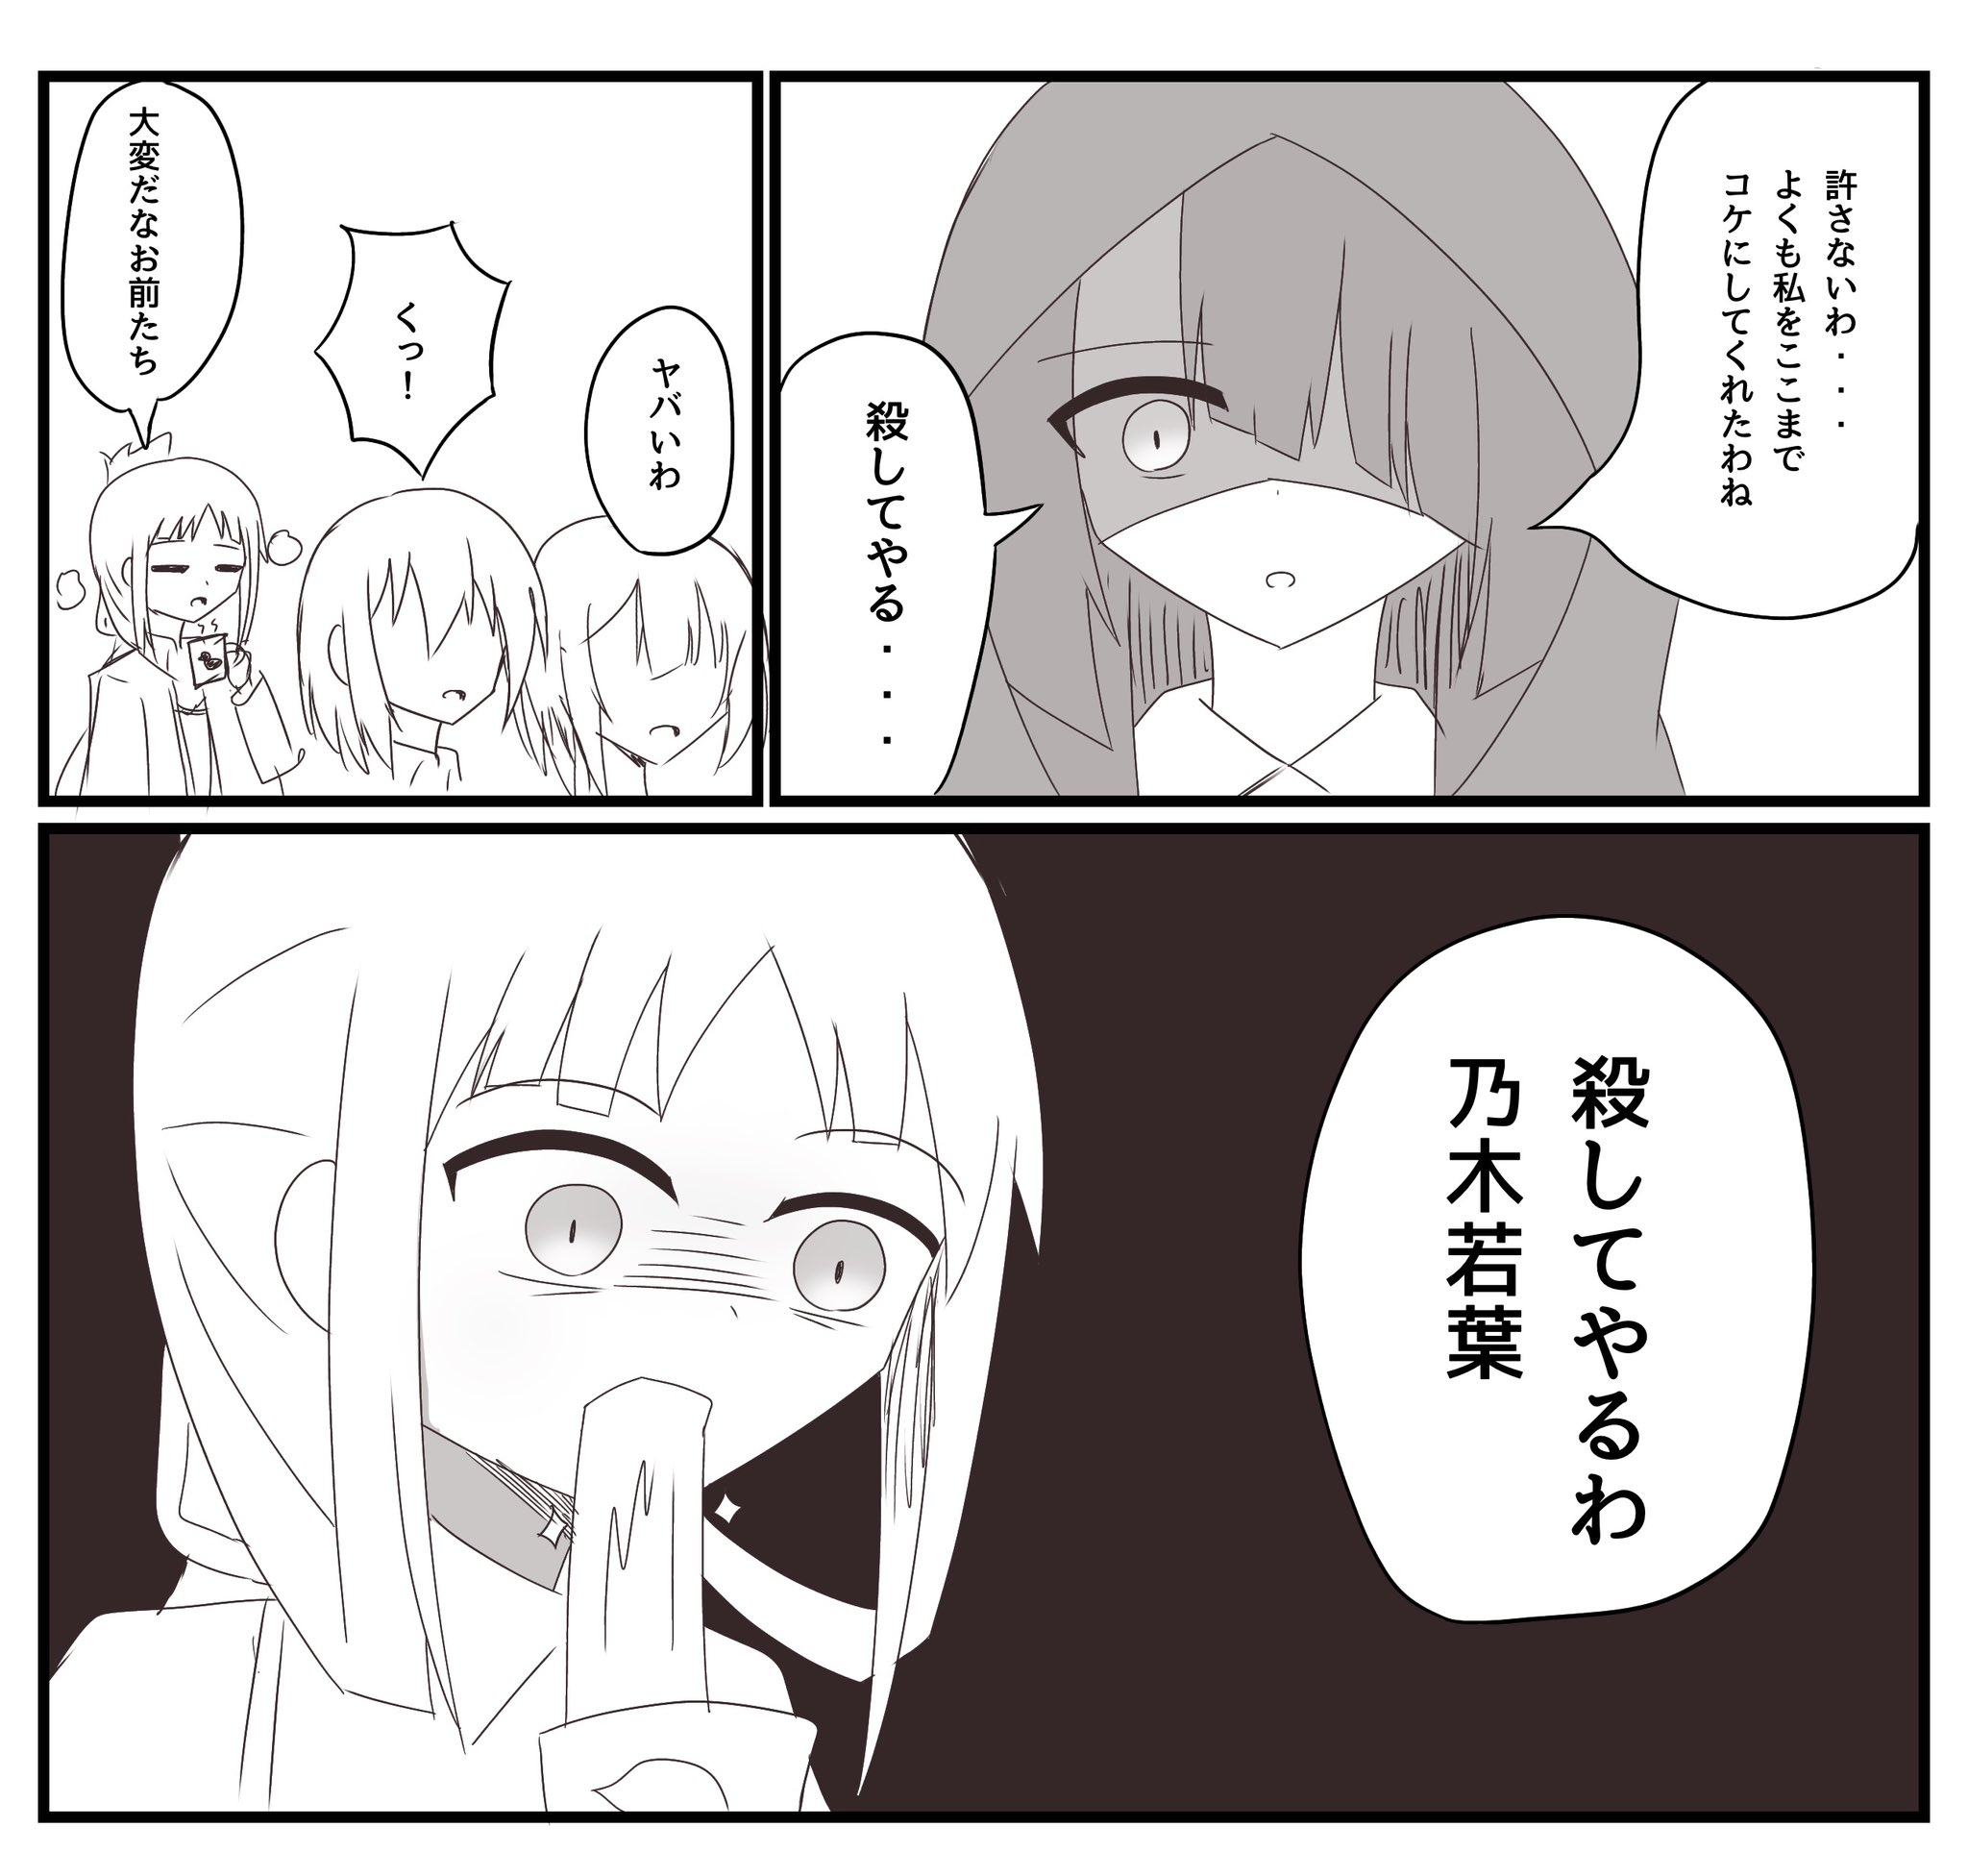 許さないわ・・・
よくも私をここまで
コケにしてくれたわね
殺してやる・・・
ヤバいわ
くっ！
大変だなお前たち
殺してやるわ
乃木若葉